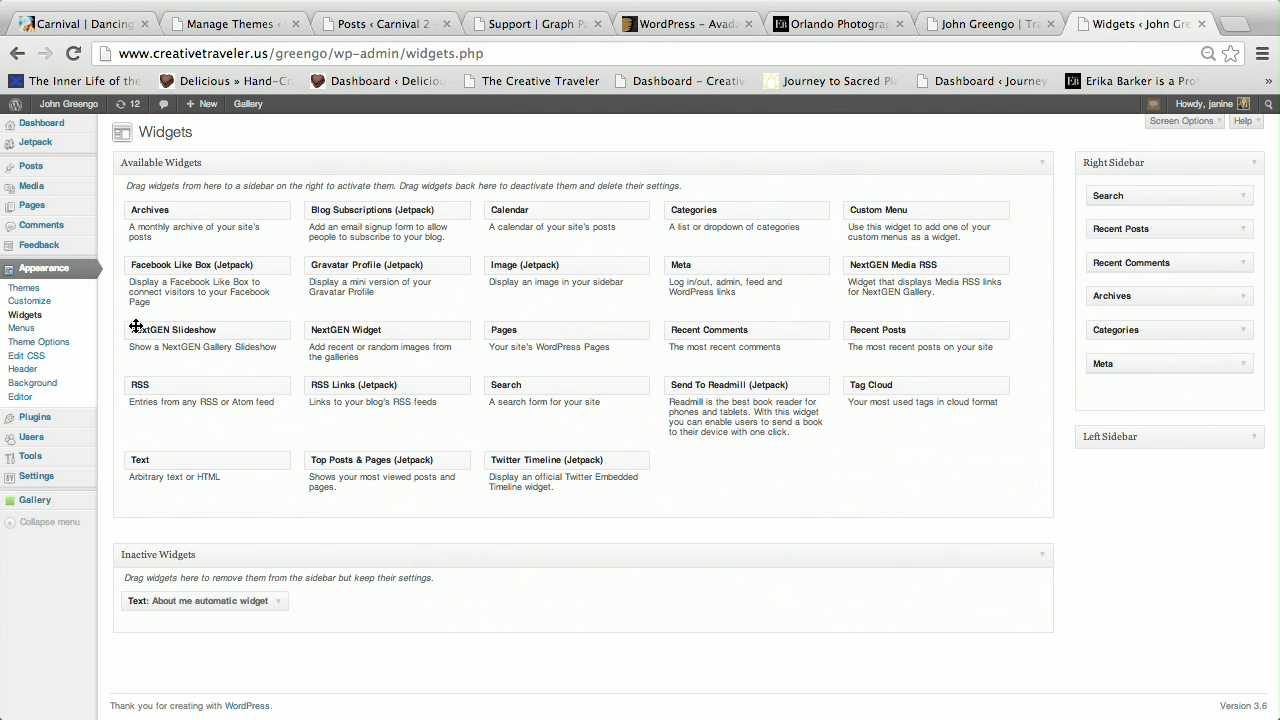 Carnival | Dancing
Manage Themes ‹
Posts ‹ Carnival 2
Support | Graph Pa
WordPress – Av
Orlando Photograp
John Greengo | Tra
Widgets ‹ John Gre
www.creativetraveler.us/greengo/wp-admin/widgets.php
The Inner Life of the
Delicious » Hand-Cr
Dashboard ‹ Delicio
The Creative Traveler
Dashboard – Creativ
Journey to Sacred Pl
Dashboard ‹ Journey
EB
Erika Barker is a Pro
»
John Greengo
12
+ New
Gallery
Howdy, janine
Dashboard
Jetpack
Posts
Media
Pages
Comments
Feedback
Appearance
Themes
Customize
Widgets
Menus
Theme Options
Edit CSS
Header
Background
Editor
Plugins
Users
Tools
Settings
Gallery
Collapse menu
Widgets
Screen Options
Help
Available Widgets
Drag widgets from here to a sidebar on the right to activate them. Drag widgets back here to deactivate them and delete their settings.
Archives
A monthly archive of your site's
posts
Blog Subscriptions (Jetpack)
Add an email signup form to allow
people to subscribe to your blog.
Calendar
A calendar of your site's posts
Categories
A list or dropdown of categories
Custom Menu
Use this widget to add one of your
custom menus as a widget.
Facebook Like Box (Jetpack)
Display a Facebook Like Box to
connect visitors to your Facebook
Page
Gravatar Profile (Jetpack)
Display a mini version of your
Gravatar Profile
Image (Jetpack)
Display an image in your sidebar
Meta
Log in/out, admin, feed and
WordPress links
NextGEN Media RSS
Widget that displays Media RSS links
for NextGEN Gallery.
NextGEN Slideshow
Show a NextGEN Gallery Slideshow
NextGEN Widget
Add recent or random images from
the galleries
Pages
Your site's WordPress Pages
Recent Comments
The most recent comments
Recent Posts
The most recent posts on your site
RSS
Entries from any RSS or Atom feed
RSS Links (Jetpack)
Links to your blog's RSS feeds
Search
A search form for your site
Send To Readmill (Jetpack)
Readmill is the best book reader for
phones and tablets. With this widget
you can enable users to send a book
to their device with one click.
Tag Cloud
Your most used tags in cloud format
Text
Arbitrary text or HTML
Top Posts & Pages (Jetpack)
Shows your most viewed posts and
pages.
Twitter Timeline (Jetpack)
Display an official Twitter Embedded
Timeline widget.
Inactive Widgets
Drag widgets here to remove them from the sidebar but keep their settings.
Text: About me automatic widget
Right Sidebar
Search
Recent Posts
Recent Comments
Archives
Categories
Meta
Left Sidebar
Thank you for creating with WordPress.
Version 3.6